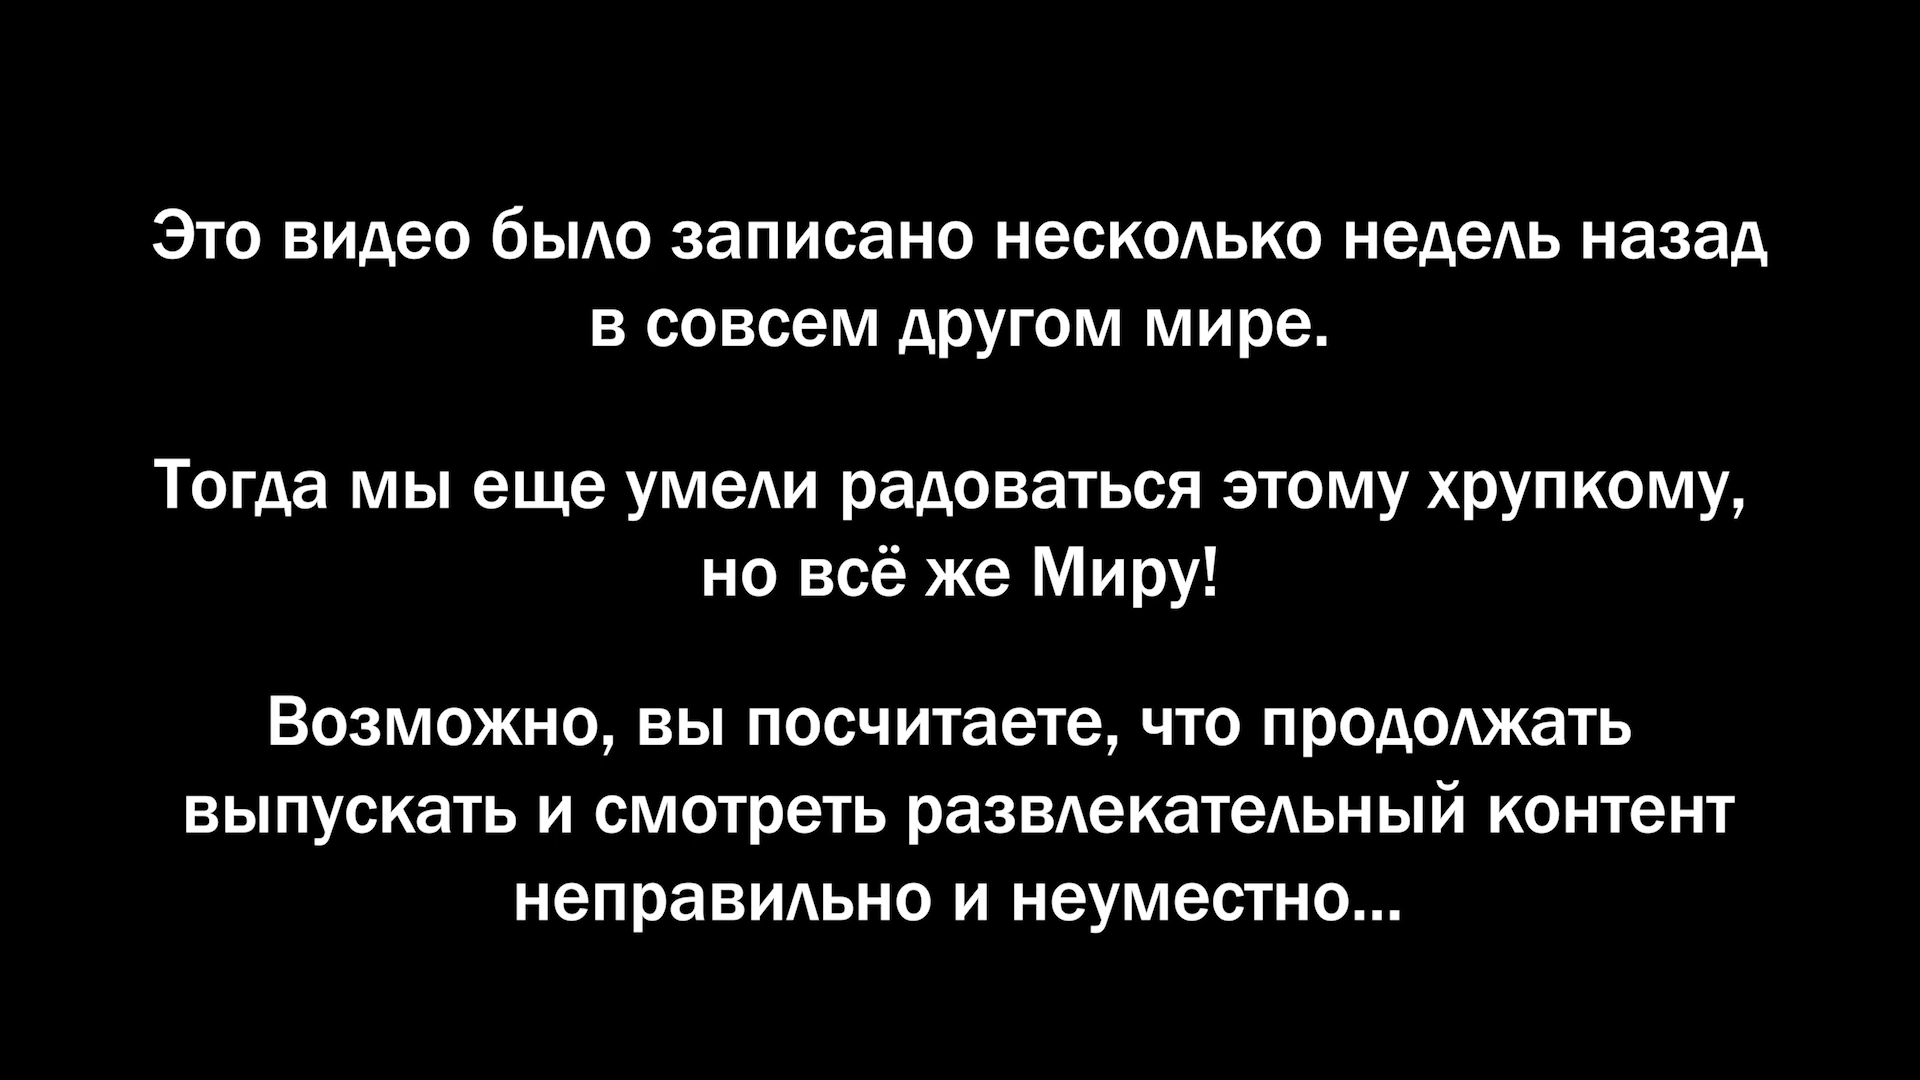 Это видео было записано несколько недель назад
в совсем другом мире.
Тогда мы еще умели радоваться этому хрупкому,
но всё же Миру!
Возможно, вы посчитаете, что продолжать
выпускать и смотреть развлекательный контент
неправильно и неуместно...